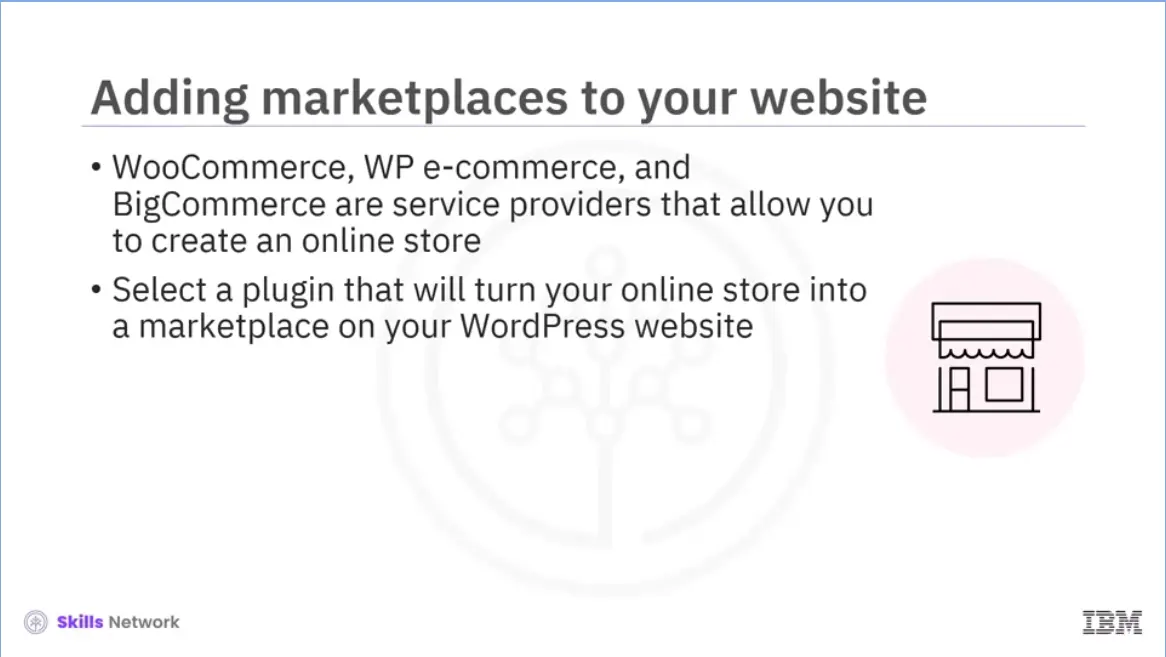 Adding marketplaces to your website
• WooCommerce, WP e-commerce, and
BigCommerce are service providers that allow you
to create an online store
• Select a plugin that will turn your online store into
a marketplace on your WordPress website
Skills Network
IBM